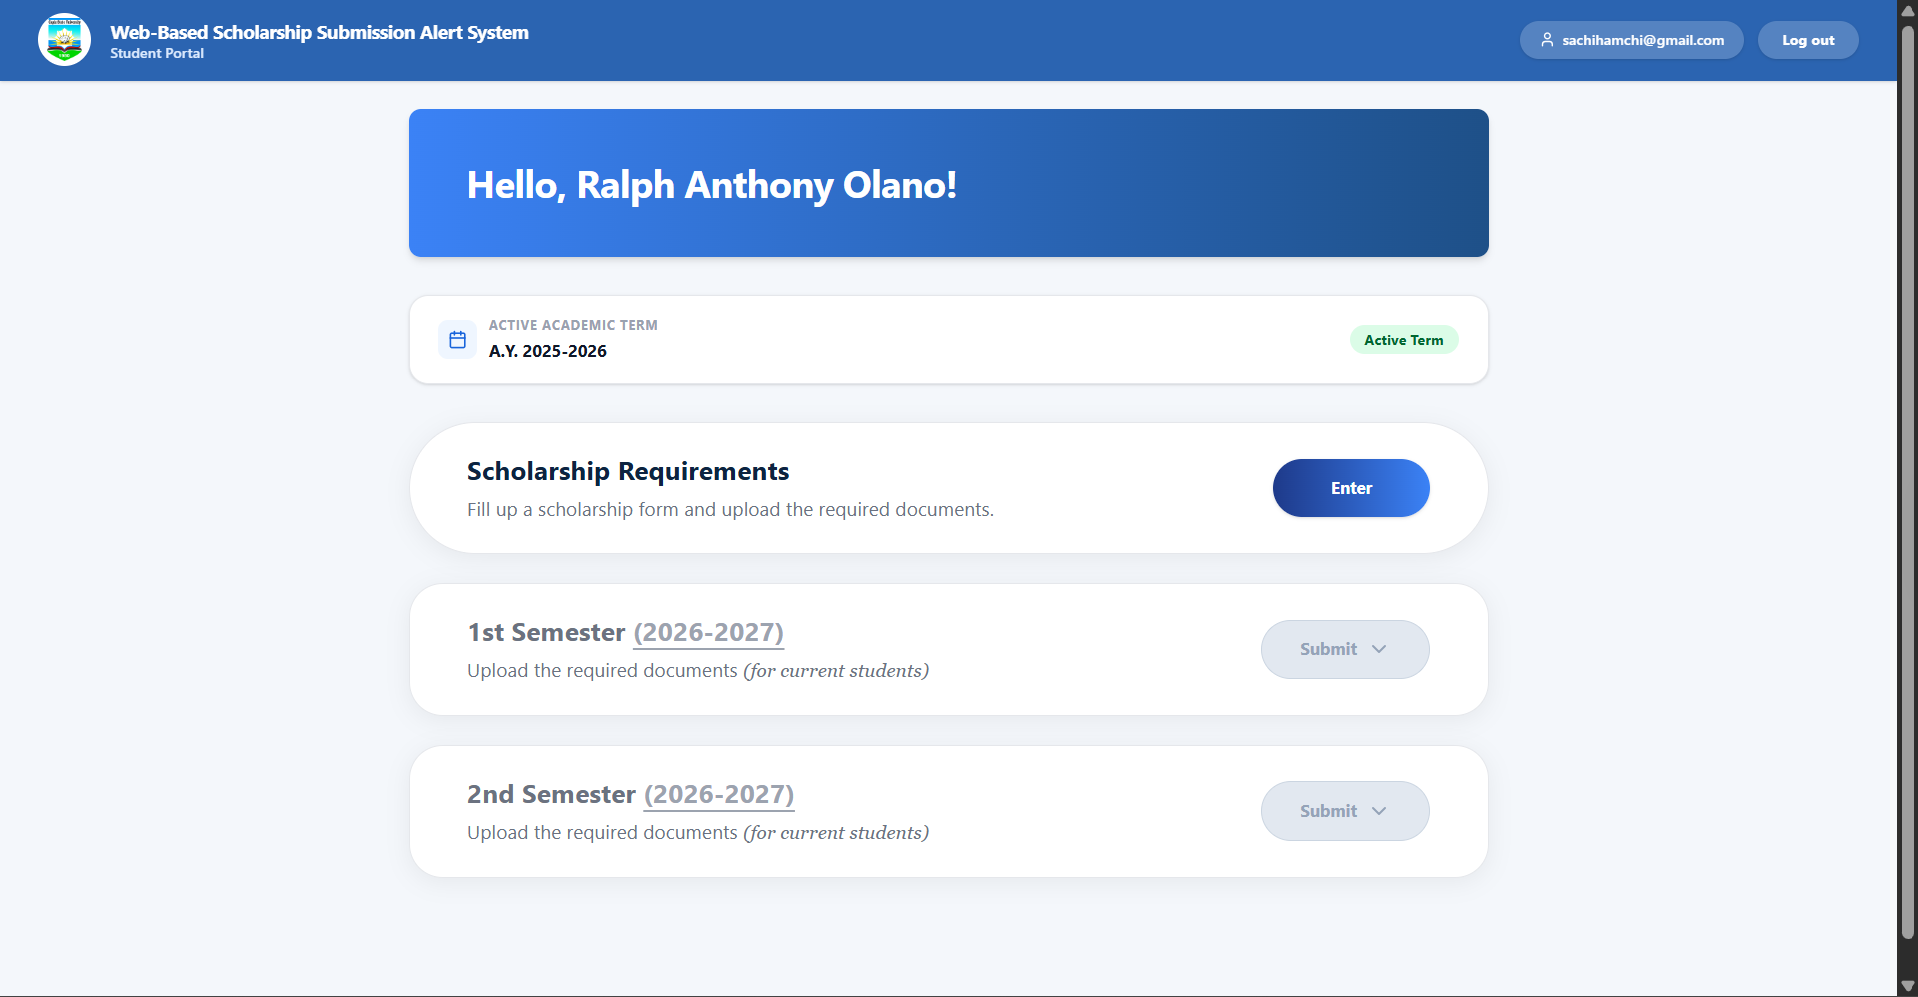 Web-Based Scholarship Submission Alert System
Student Portal
sachihamchi@gmail.com
Log out
Hello, Ralph Anthony Olano!
ACTIVE ACADEMIC TERM
A.Y. 2025-2026
Active Term
Scholarship Requirements
Fill up a scholarship form and upload the required documents.
Enter
1st Semester (2026-2027)
Upload the required documents (for current students)
Submit
2nd Semester (2026-2027)
Upload the required documents (for current students)
Submit